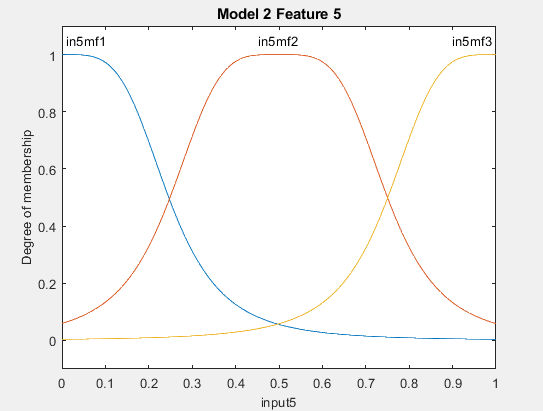 Model 2 Feature 5
in5mf1 in5mf2 in5mf3
Degree of membership
1
0.8
0.6
0.4
0.2
0
0 0.1 0.2 0.3 0.4 0.5 0.6 0.7 0.8 0.9 1
input5